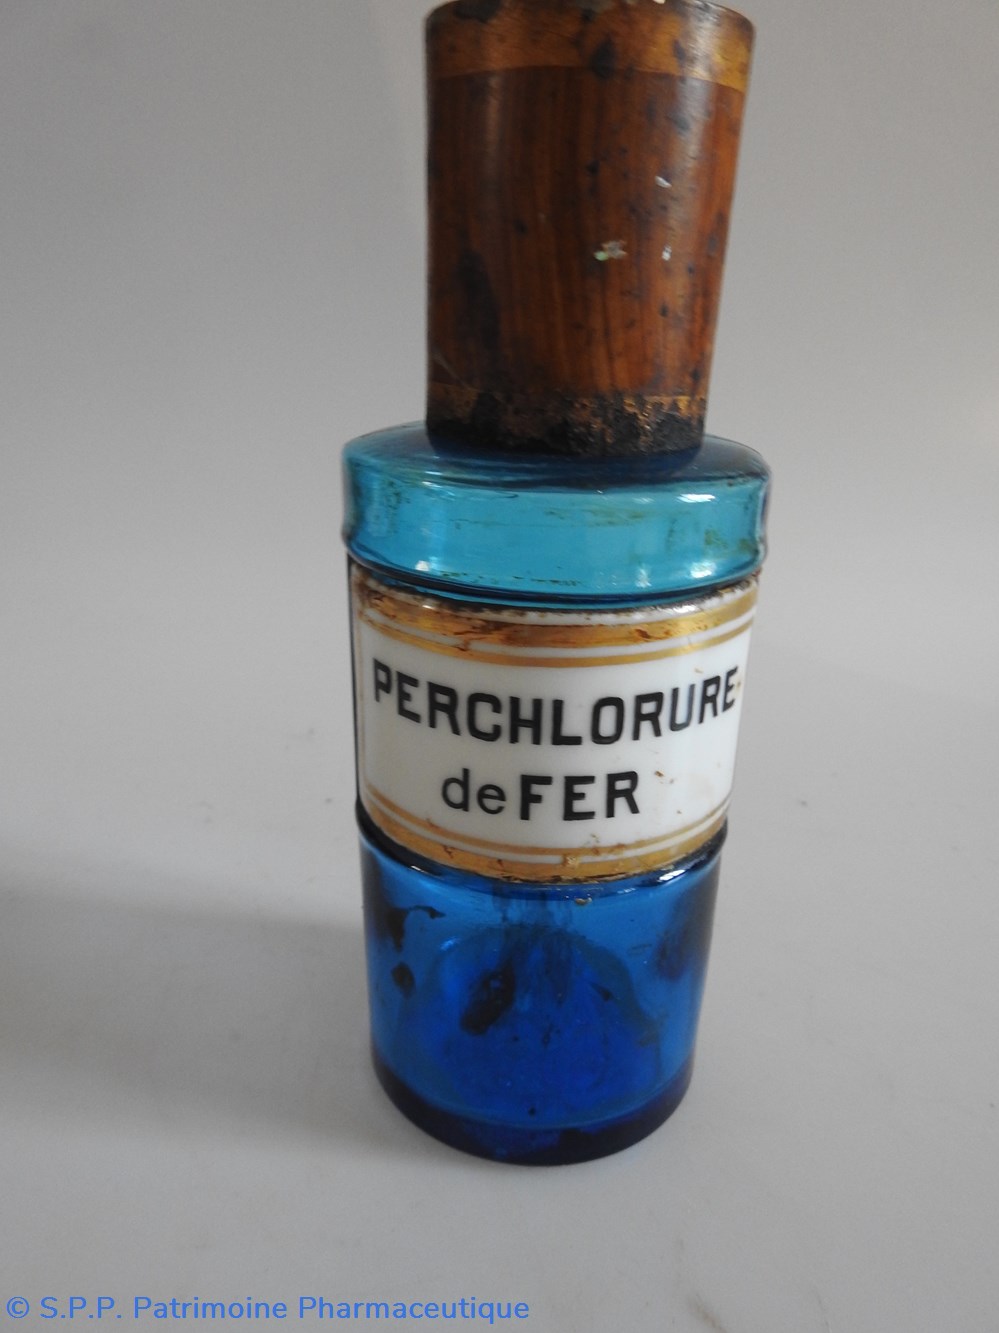 PERCHLORURE
de FER
© S.P.P. Patrimoine Pharmaceutique